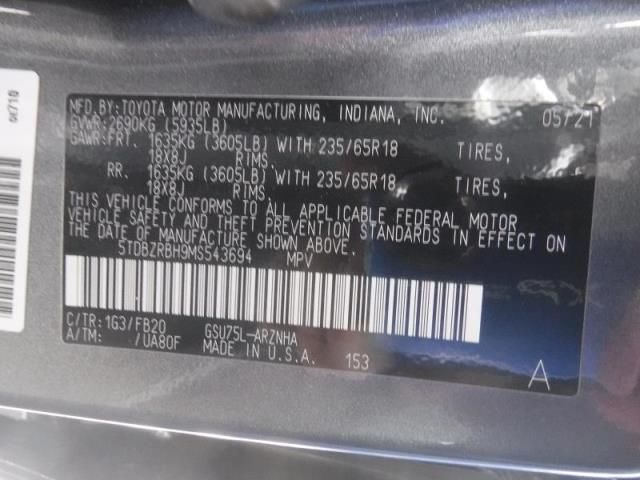 MFD.BY:TOYOTA MOTOR MANUFACTURING, INDIANA, INC. 05/21
GVWR:2690KG (5935LB)
GAWR:FRT. 1635KG (3605LB) WITH 235/65R18 TIRES,
18X8J RIMS.
RR. 1635KG (3605LB) WITH 235/65R18 TIRES,
18X8J RIMS.
THIS VEHICLE CONFORMS TO ALL APPLICABLE FEDERAL MOTOR
VEHICLE SAFETY AND THEFT PREVENTION STANDARDS IN EFFECT ON
THE DATE OF MANUFACTURE SHOWN ABOVE.
5TDBZRBH9MS543694 MPV
C/TR:1G3/FB20 GSU75L-ARZNHA
A/TM: /UA80F MADE IN U.S.A. 153
A